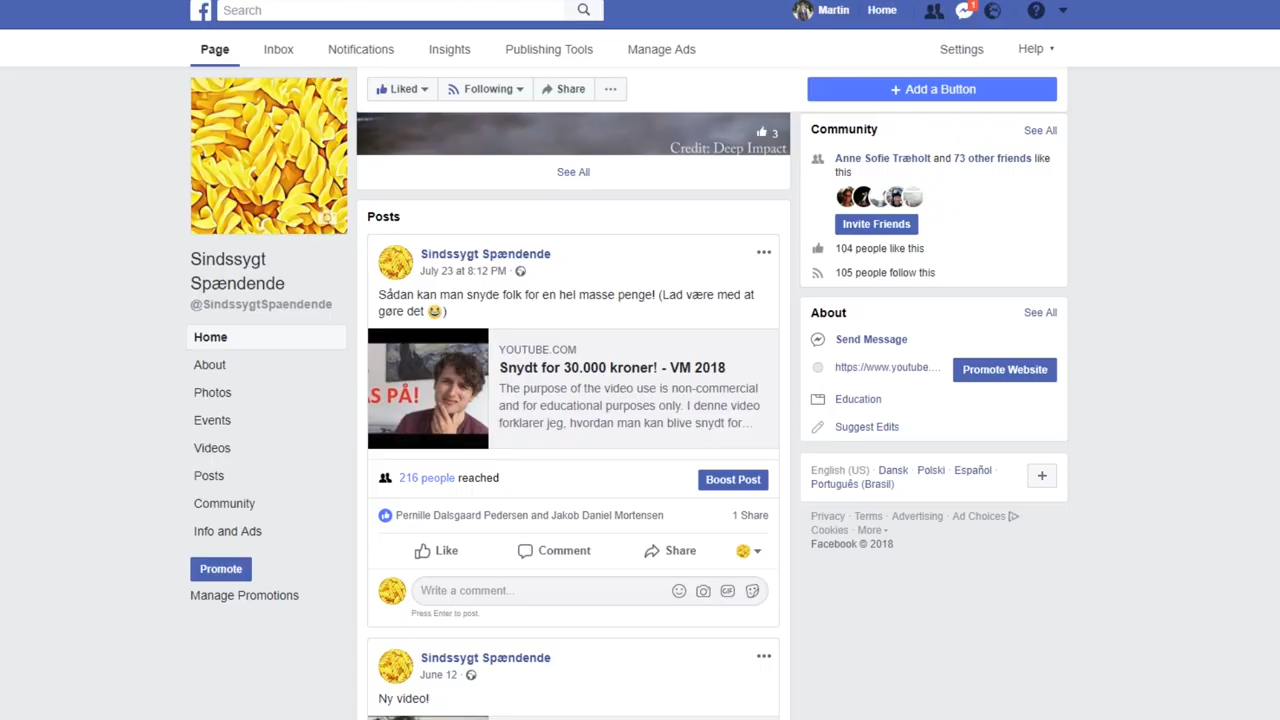 Search
Martin
Home
1
Page
Inbox
Notifications
Insights
Publishing Tools
Manage Ads
Settings
Help
Liked
Following
Share
+ Add a Button
3
Credit: Deep Impact
See All
Sindssygt
Spændende
@SindssygtSpaendende
Home
About
Photos
Events
Videos
Posts
Community
Info and Ads
Promote
Manage Promotions
Posts
Sindssygt Spændende
July 23 at 8:12 PM ·
Sådan kan man snyde folk for en hel masse penge! (Lad være med at
gøre det 😂)
S PÅ!
YOUTUBE.COM
Snydt for 30.000 kroner! - VM 2018
The purpose of the video use is non-commercial
and for educational purposes only. I denne video
forklarer jeg, hvordan man kan blive snydt for...
216 people reached
Boost Post
Pernille Dalsgaard Pedersen and Jakob Daniel Mortensen
1 Share
Like
Comment
Share
Write a comment...
GIF
Press Enter to post.
Sindssygt Spændende
June 12 ·
Ny video!
Community
See All
Anne Sofie Træholt and 73 other friends like
this
Invite Friends
104 people like this
105 people follow this
About
See All
Send Message
https://www.youtube....
Promote Website
Education
Suggest Edits
English (US) · Dansk · Polski · Español ·
Português (Brasil)
Privacy · Terms · Advertising · Ad Choices
Cookies · More
Facebook © 2018